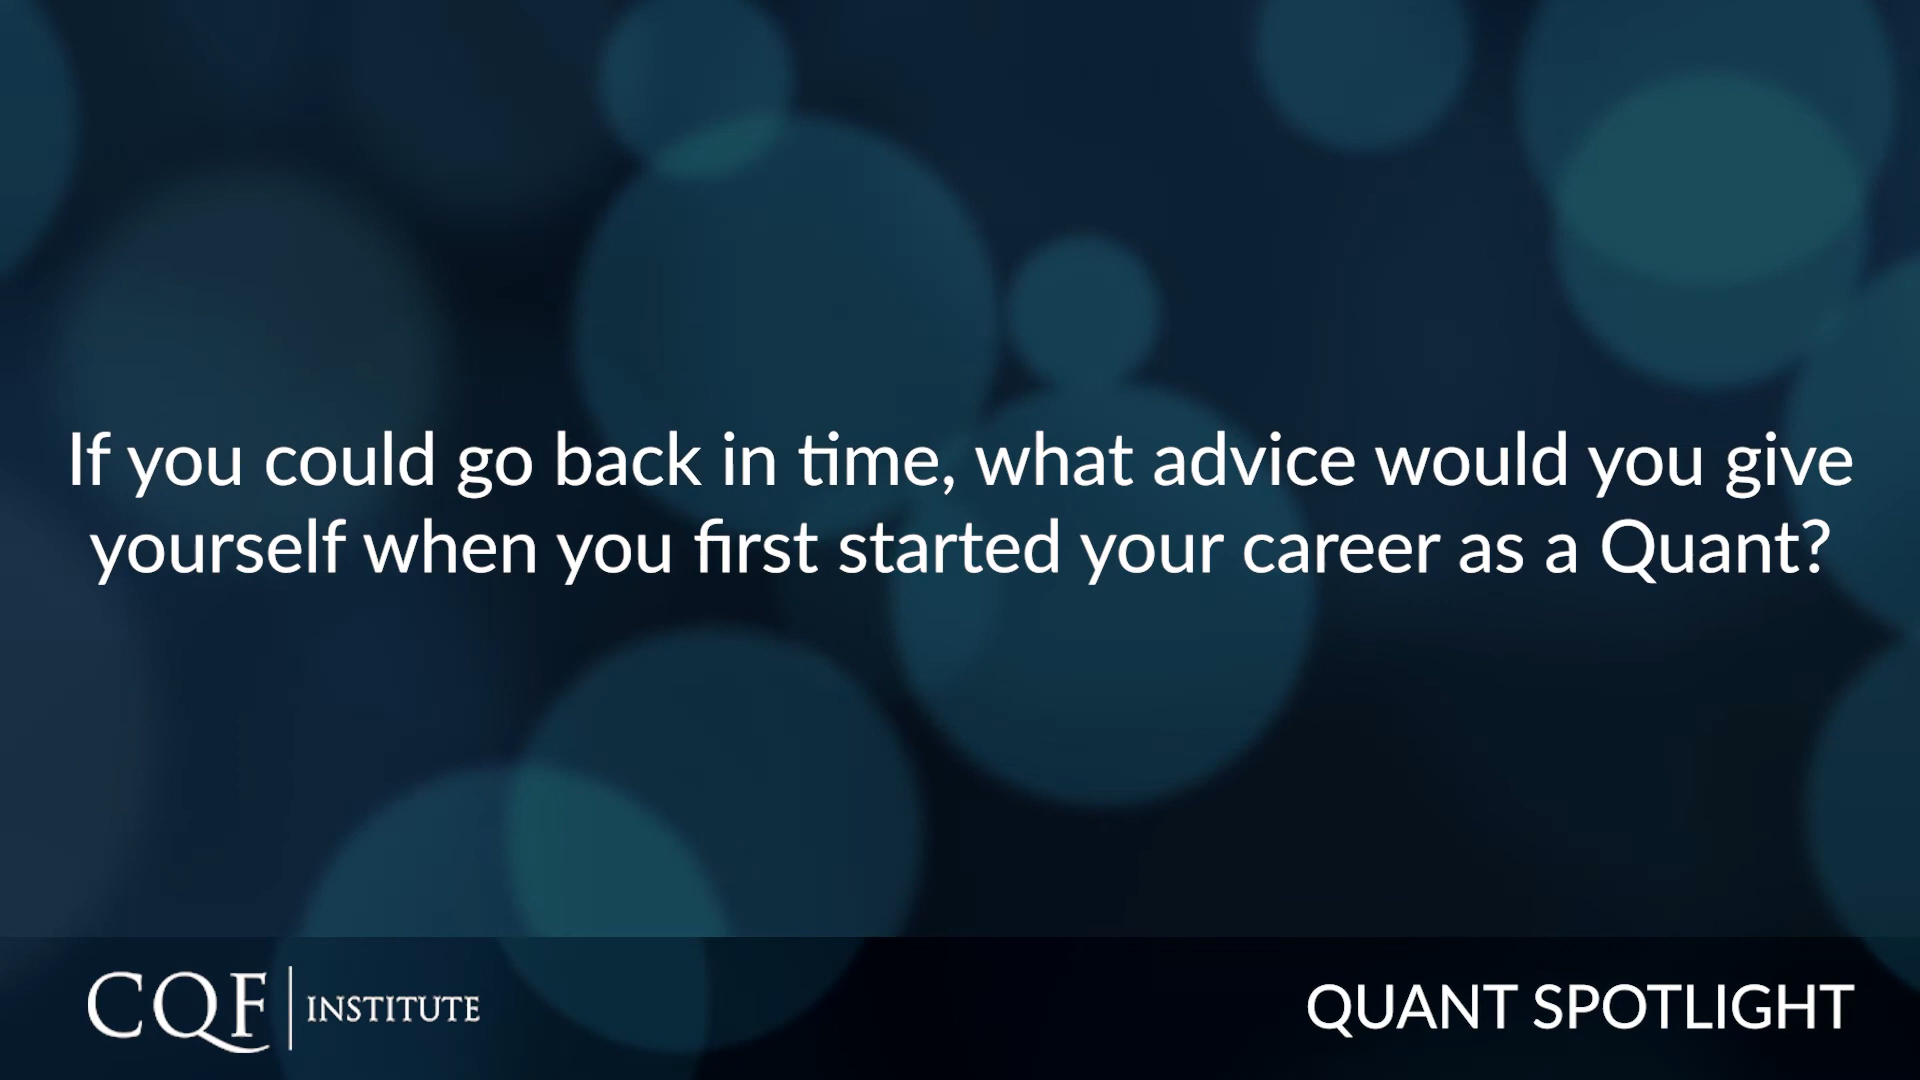 If you could go back in time, what advice would you give
yourself when you first started your career as a Quant?
CQF INSTITUTE
QUANT SPOTLIGHT